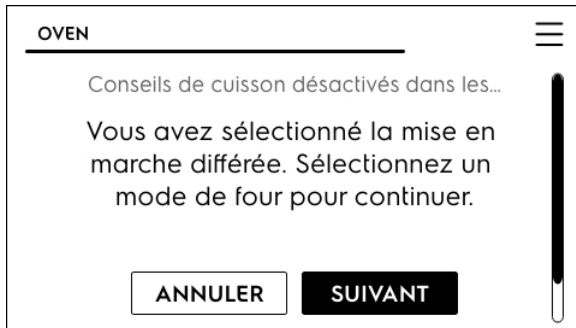 OVEN
Conseils de cuisson désactivés dans les...
Vous avez sélectionné la mise en
marche différée. Sélectionnez un
mode de four pour continuer.
ANNULER SUIVANT